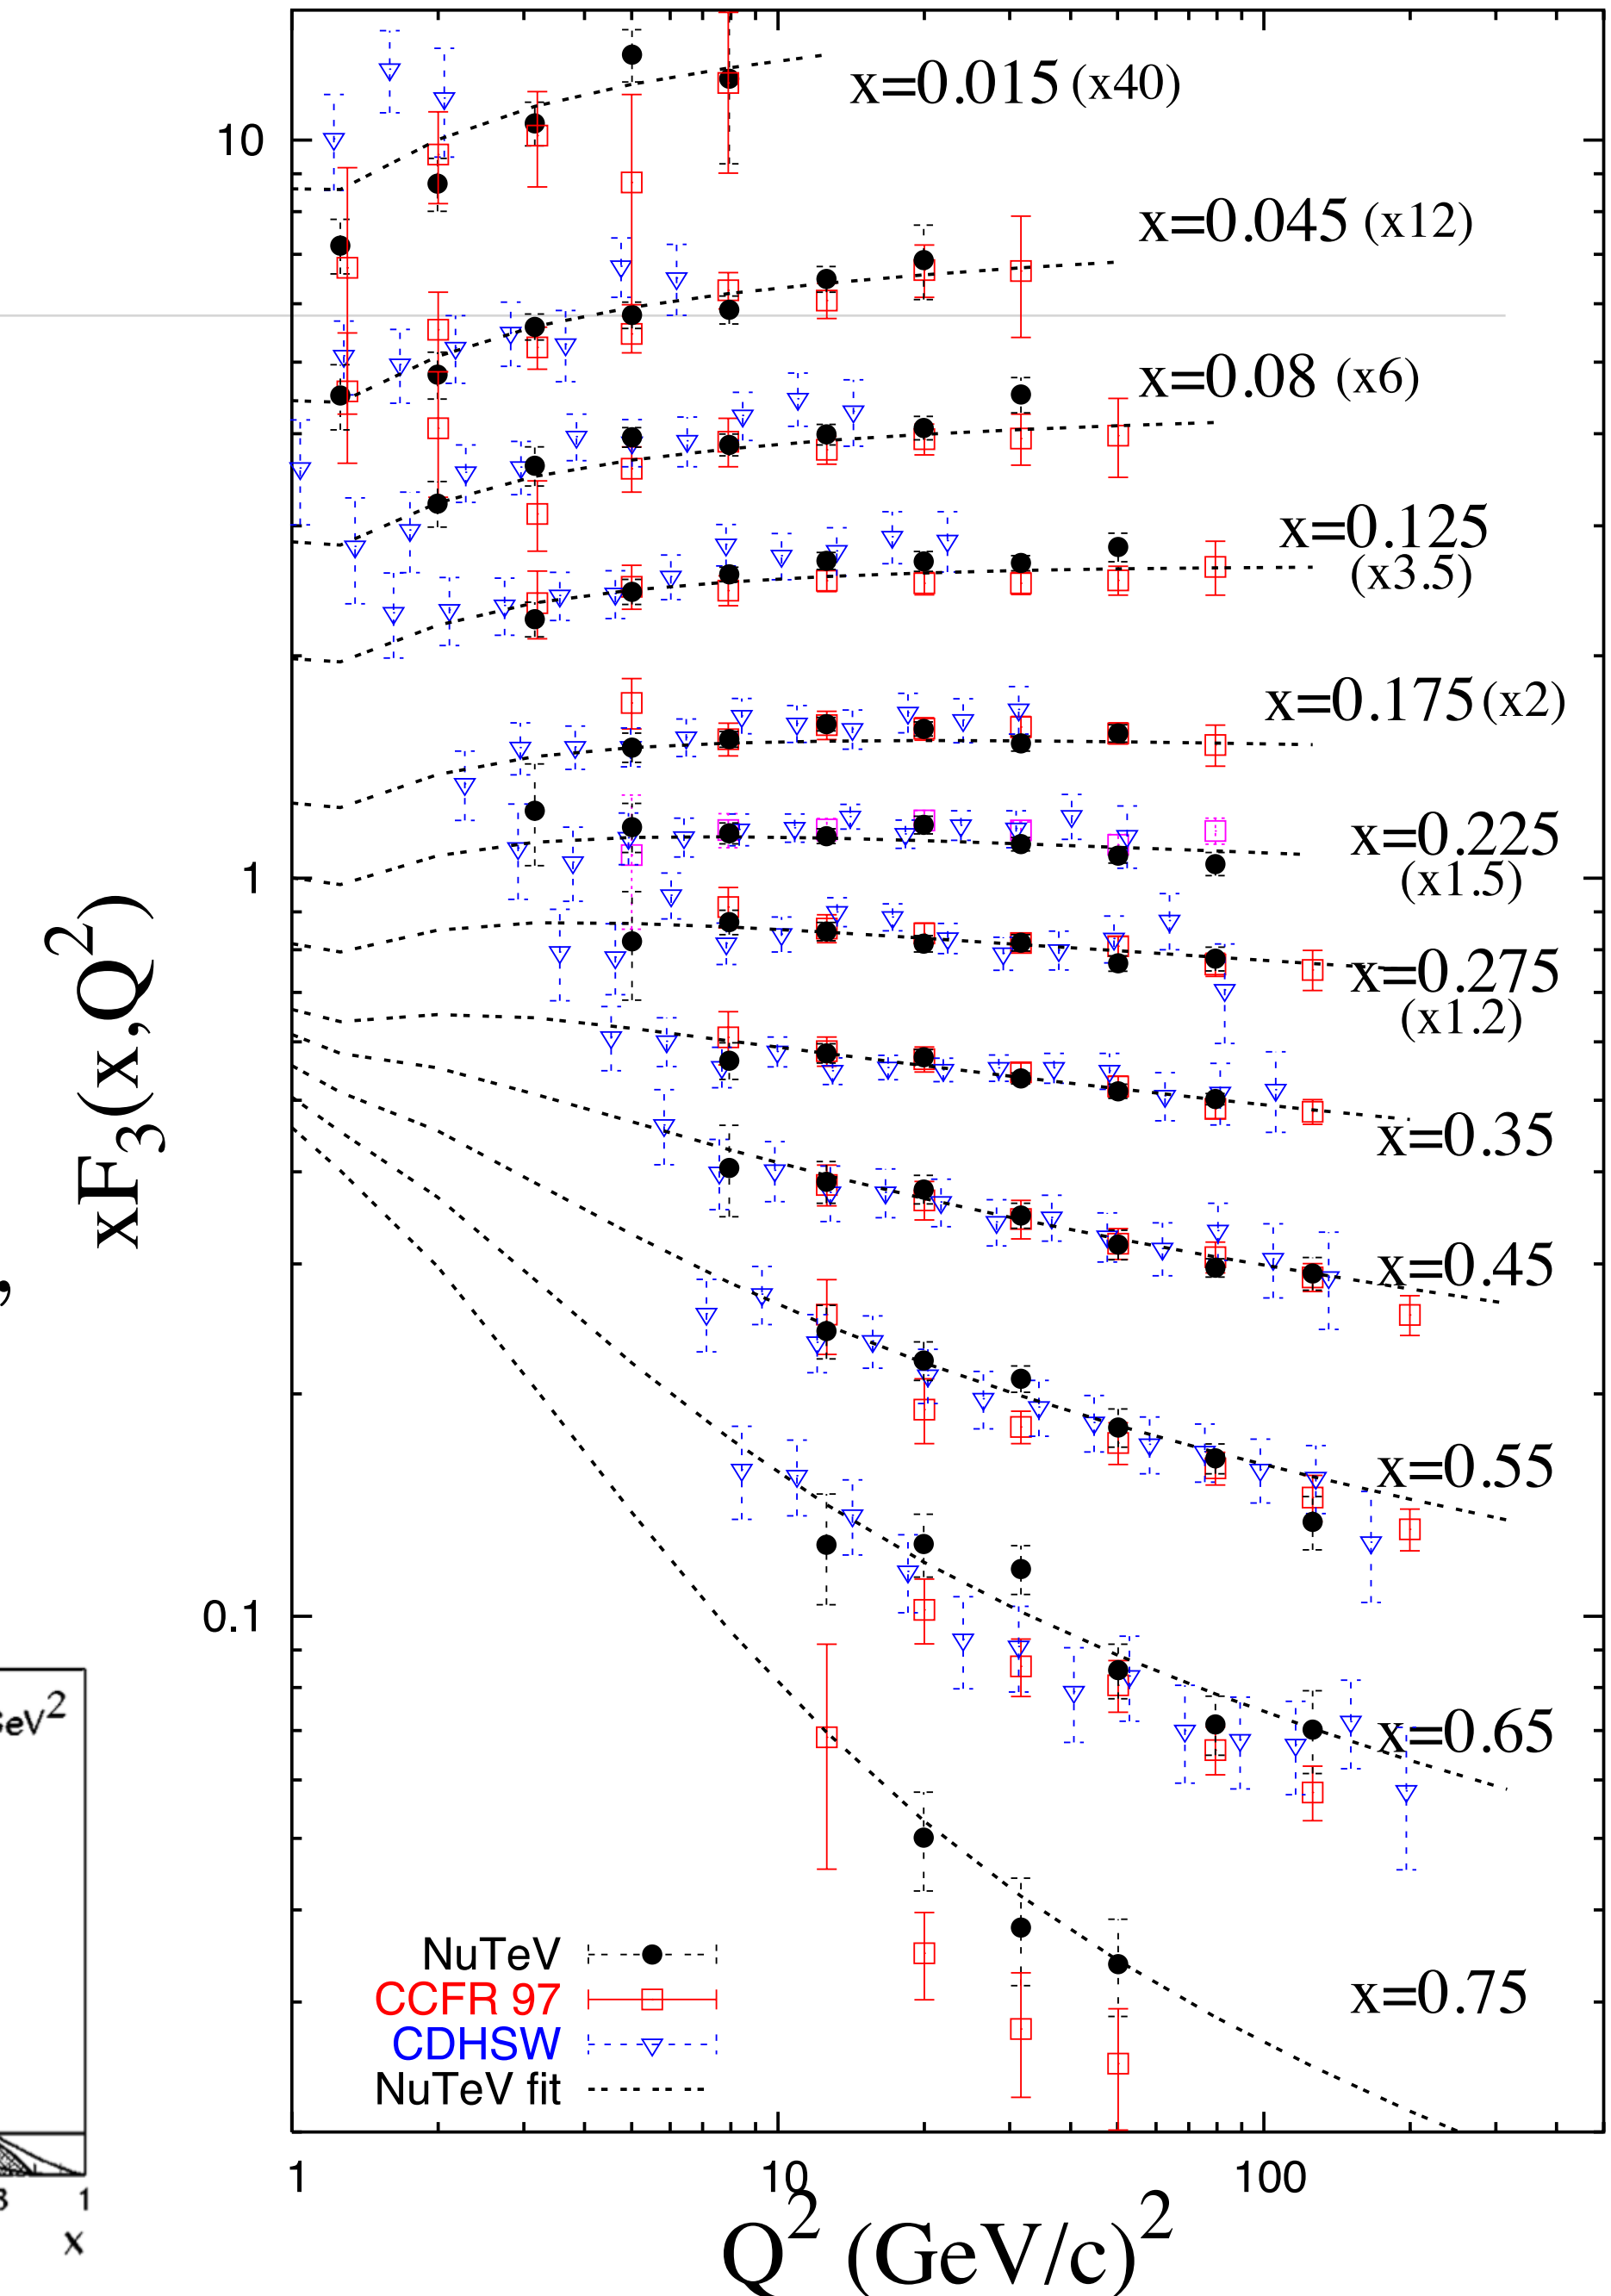 x=0.015 (x40)
10
x=0.045 (x12)
x=0.08 (x6)
x=0.125
(x3.5)
x=0.175 (x2)
1
x=0.225
(x1.5)
xF3(x,Q2)
,
x=0.275
(x1.2)
x=0.35
x=0.45
x=0.55
0.1
x=0.65
eV2
NuTeV
CCFR 97
CDHSW
NuTeV fit
x=0.75
1
10
100
1
x
Q2 (GeV/c)2